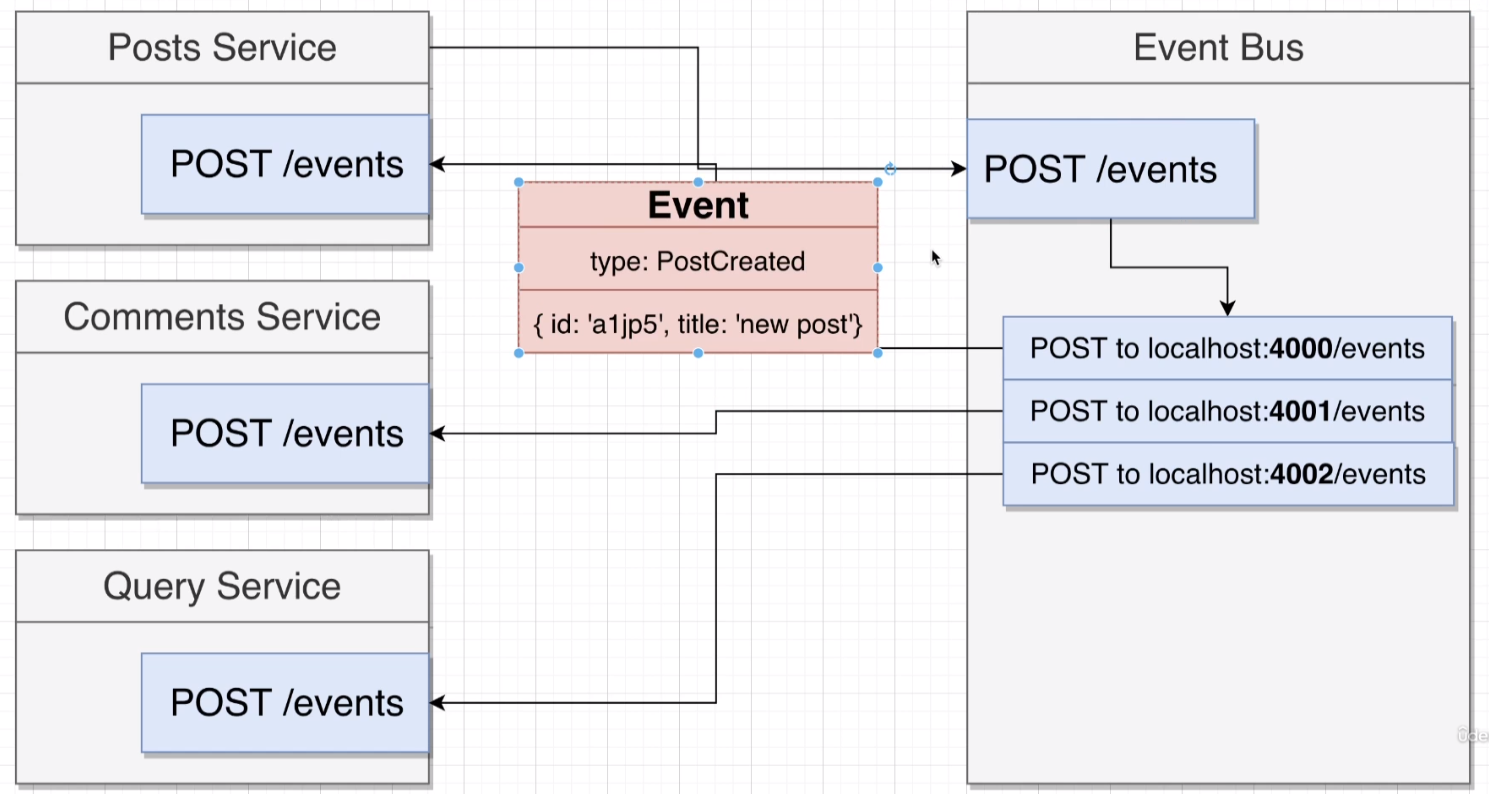 Posts Service
POST /events
Event
type: PostCreated
{ id: 'a1jp5', title: 'new post'}
Event Bus
POST /events
POST to localhost:4000/events
POST to localhost:4001/events
POST to localhost:4002/events
Comments Service
POST /events
Query Service
POST /events